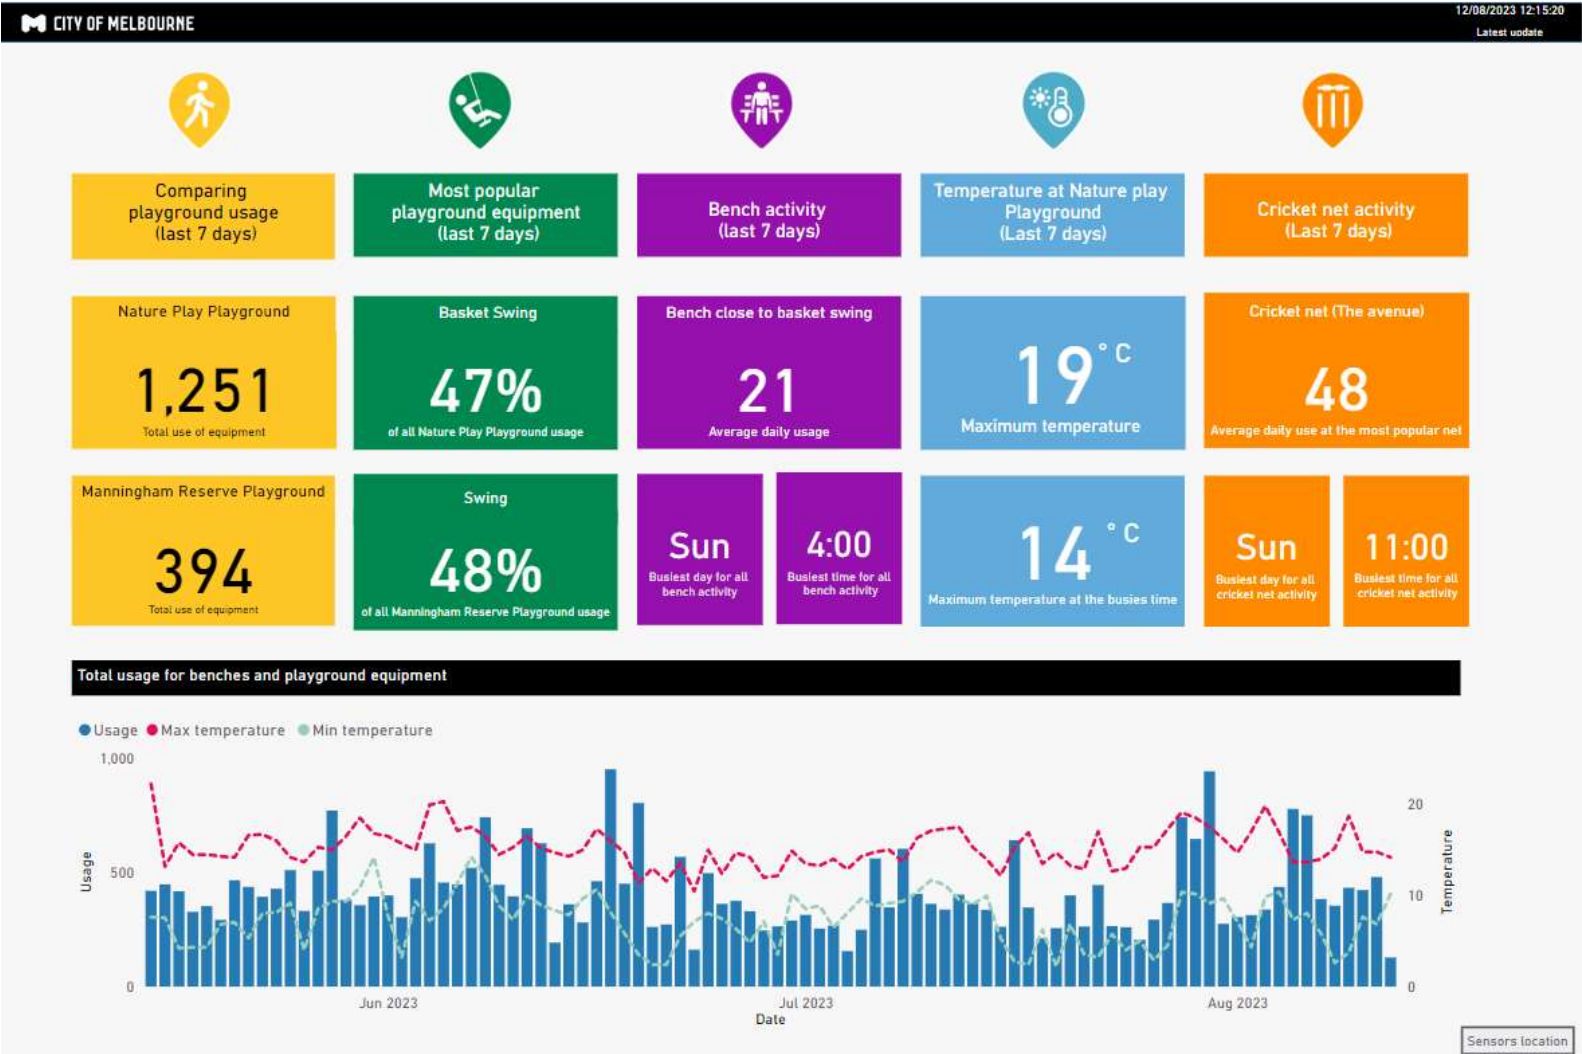 CITY OF MELBOURNE
12/08/2023 12:15:20
Latest update
Comparing
playground usage
(last 7 days)
Most popular
playground equipment
(last 7 days)
Bench activity
(last 7 days)
Temperature at Nature play
Playground
(Last 7 days)
Cricket net activity
(Last 7 days)
Nature Play Playground
1,251
Total use of equipment
Basket Swing
47%
of all Nature Play Playground usage
Bench close to basket swing
21
Average daily usage
19 ° C
Maximum temperature
Cricket net (The avenue)
48
Average daily use at the most popular net
Manningham Reserve Playground
394
Total use of equipment
Swing
48%
of all Manningham Reserve Playground usage
Sun
Busiest day for all
bench activity
4:00
Busiest time for all
bench activity
14 ° C
Maximum temperature at the busies time
Sun
Busiest day for all
cricket net activity
11:00
Busiest time for all
cricket net activity
Total usage for benches and playground equipment
Usage Max temperature Min temperature
1,000
500
0
Usage
20
10
0
Temperature
Jun 2023
Jul 2023
Aug 2023
Date
Sensors location